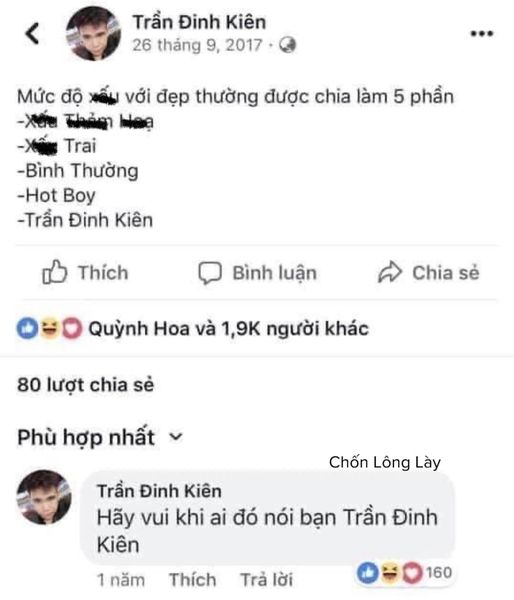 Trần Đinh Kiên
26 tháng 9, 2017
Mức độ xấu với đẹp thường được chia làm 5 phần
-Xấu Thảm Hoạ
-Xấu Trai
-Bình Thường
-Hot Boy
-Trần Đinh Kiên
Thích Bình luận Chia sẻ
Quỳnh Hoa và 1,9K người khác
80 lượt chia sẻ
Phù hợp nhất
Chốn Lông Lày
Trần Đinh Kiên
Hãy vui khi ai đó nói bạn Trần Đinh
Kiên
1 năm Thích Trả lời 160